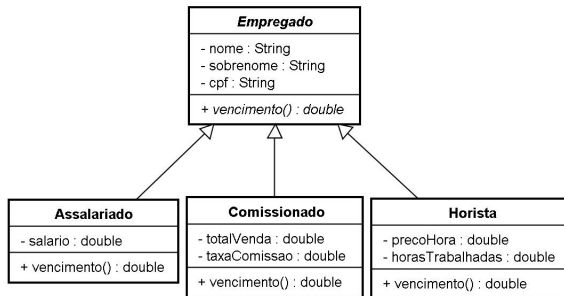 Empregado
- nome : String
- sobrenome : String
- cpf : String
+ vencimento() : double
Assalariado
- salario : double
+ vencimento() : double
Comissionado
- totalVenda : double
- taxaComissao : double
+ vencimento() : double
Horista
- precoHora : double
- horasTrabalhadas : double
+ vencimento() : double